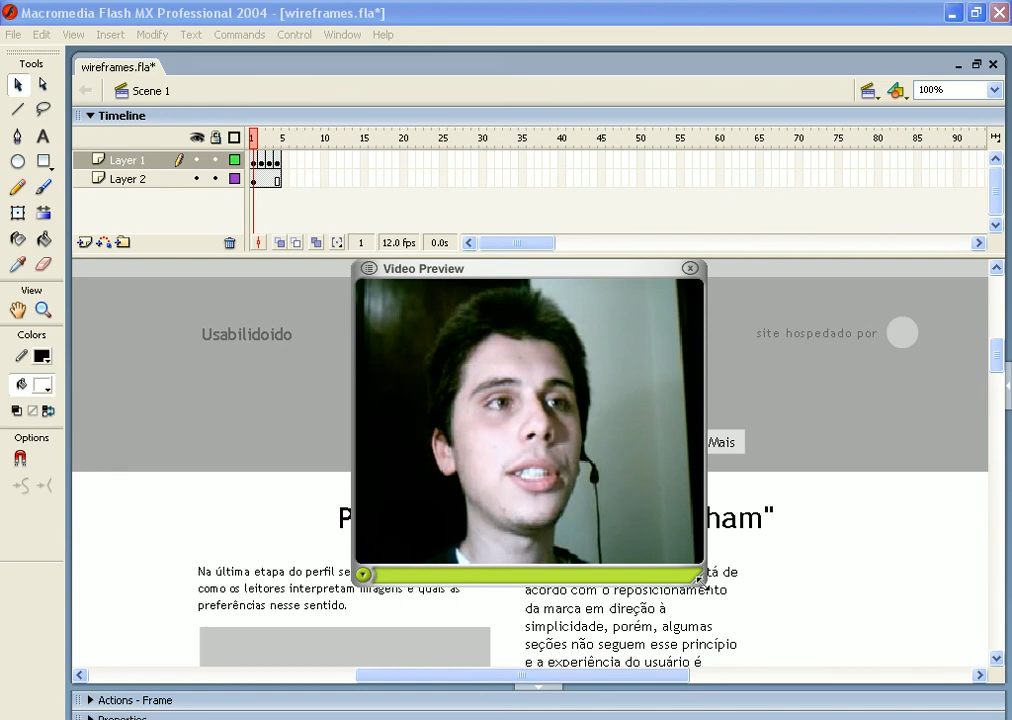 Macromedia Flash MX Professional 2004 - [wireframes.fla*]
File Edit View Insert Modify Text Commands Control Window Help
Tools
wireframes.fla*
Scene 1
100%
Timeline
1 5 10 15 20 25 30 35 40 45 50 55 60 65 70 75 80 85 90
Layer 1
Layer 2
1 12.0 fps 0.0s
View
Colors
Options
Video Preview
Usabilidoido
site hospedado por
Mais
P
ham"
Na última etapa do perfil se
como os leitores interpretam imagens e quais as
preferências nesse sentido.
tá de
acordo com o reposicionamento
da marca em direção à
simplicidade, porém, algumas
seções não seguem esse princípio
e a experiência do usuário é
Actions - Frame
Properties